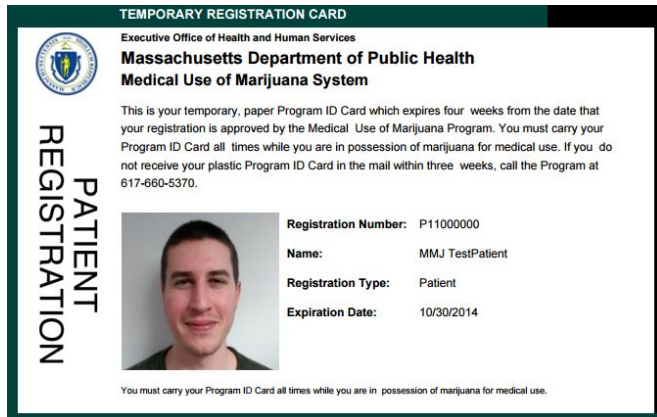 TEMPORARY REGISTRATION CARD
Executive Office of Health and Human Services
Massachusetts Department of Public Health
Medical Use of Marijuana System
This is your temporary, paper Program ID Card which expires four weeks from the date that
your registration is approved by the Medical Use of Marijuana Program. You must carry your
Program ID Card all times while you are in possession of marijuana for medical use. If you do
not receive your plastic Program ID Card in the mail within three weeks, call the Program at
617-660-5370.
PATIENT
REGISTRATION
Registration Number: P11000000
Name: MMJ TestPatient
Registration Type: Patient
Expiration Date: 10/30/2014
You must carry your Program ID Card all times while you are in possession of marijuana for medical use.